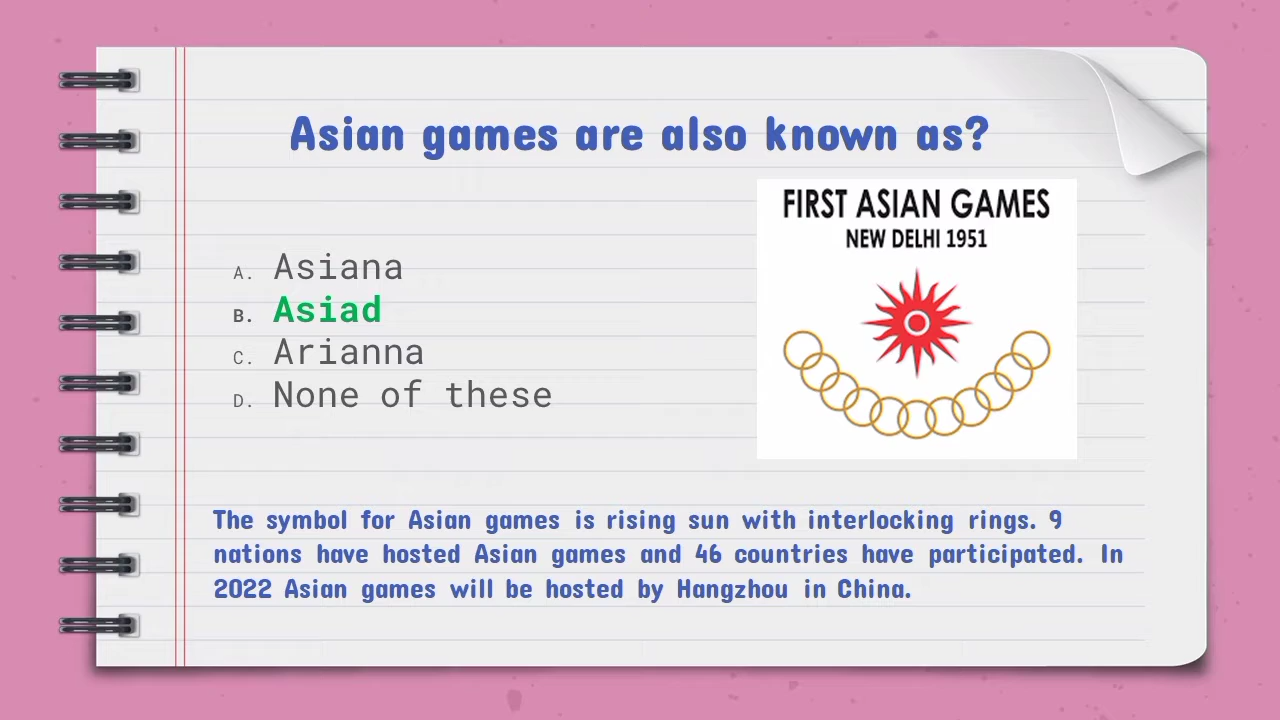 Asian games are also known as?
FIRST ASIAN GAMES
NEW DELHI 1951
A. Asiana
B. Asiad
C. Arianna
D. None of these
The symbol for Asian games is rising sun with interlocking rings. 9
nations have hosted Asian games and 46 countries have participated. In
2022 Asian games will be hosted by Hangzhou in China.